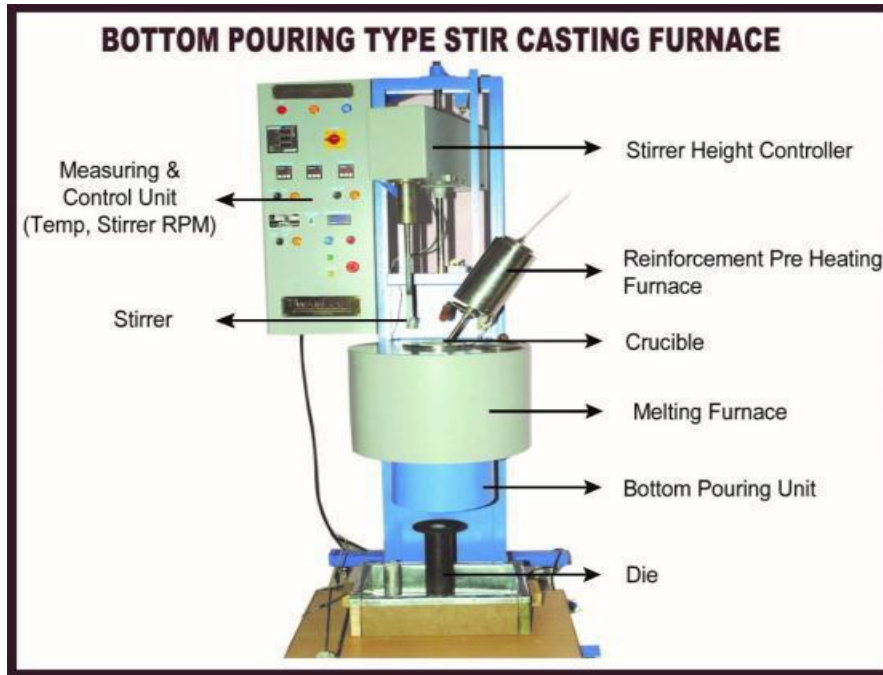 BOTTOM POURING TYPE STIR CASTING FURNACE
Measuring &
Control Unit
(Temp, Stirrer RPM)
Stirrer
Stirrer Height Controller
Reinforcement Pre Heating
Furnace
Crucible
Melting Furnace
Bottom Pouring Unit
Die